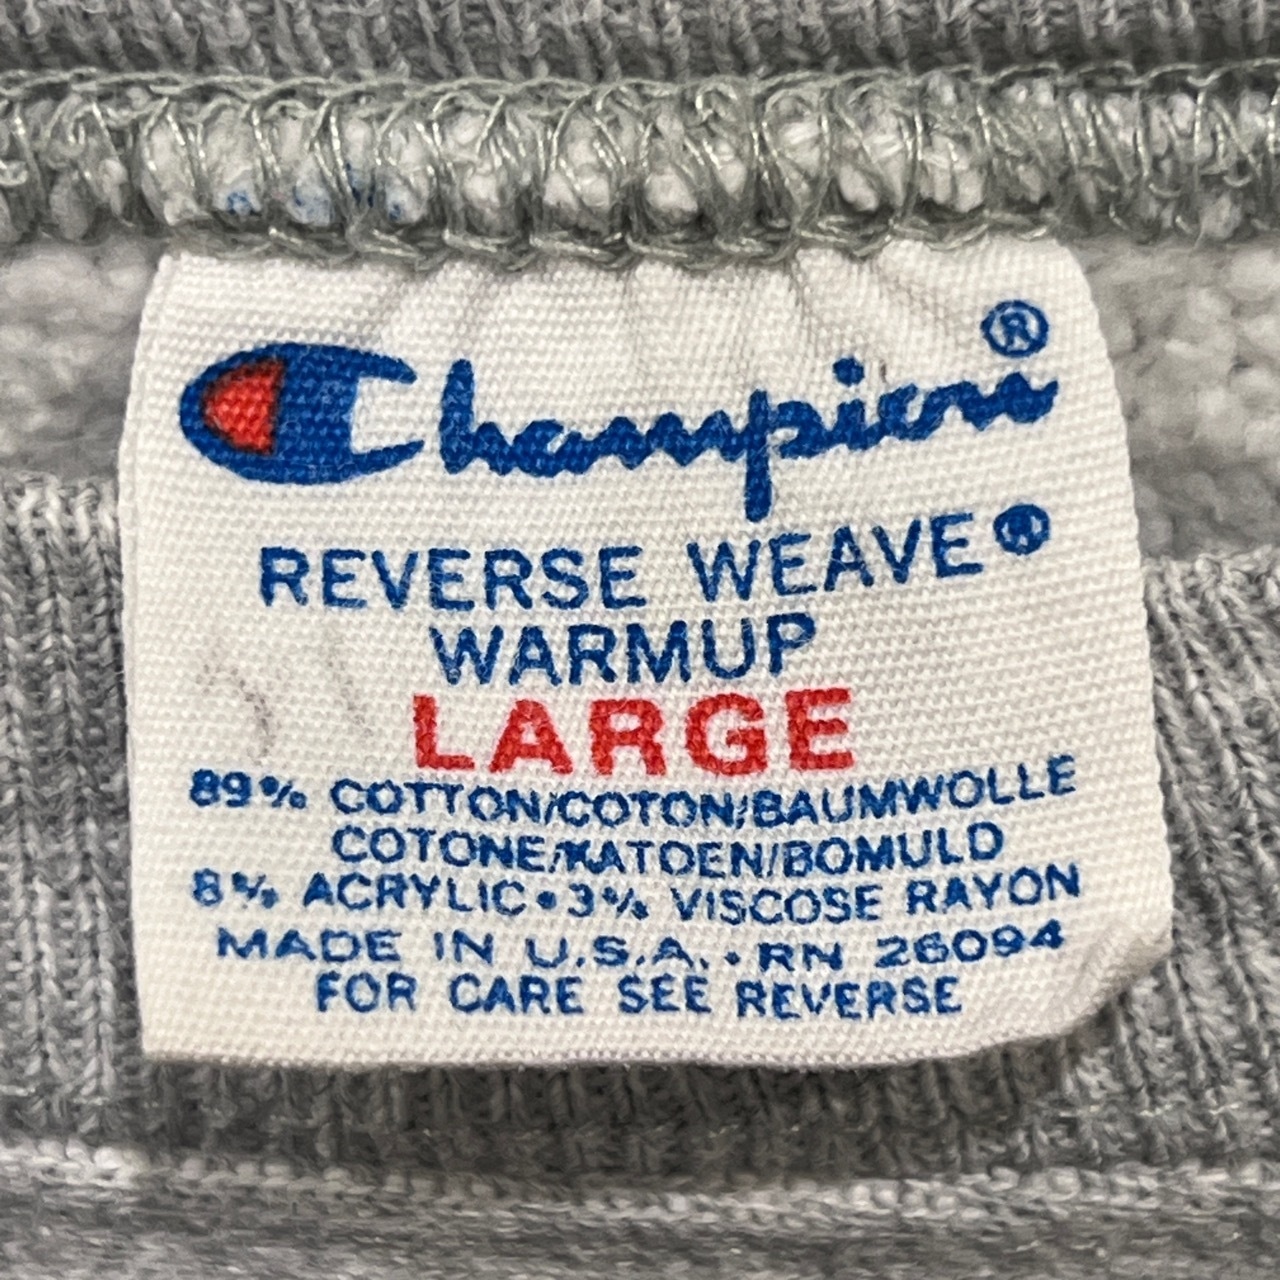 Champion®
REVERSE WEAVE®
WARMUP
LARGE
89% COTTON/COTON/BAUMWOLLE
COTONE/KATOEN/BOMULD
8% ACRYLIC•3% VISCOSE RAYON
MADE IN U.S.A. • RN 26094
FOR CARE SEE REVERSE